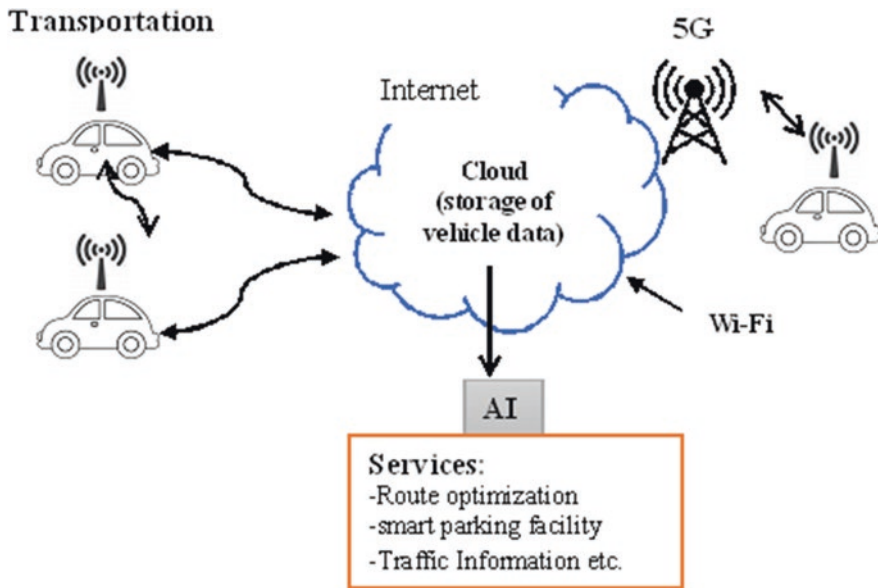 Transportation
5G
Internet
Cloud
(storage of
vehicle data)
Wi-Fi
AI
Services:
-Route optimization
-smart parking facility
-Traffic Information etc.